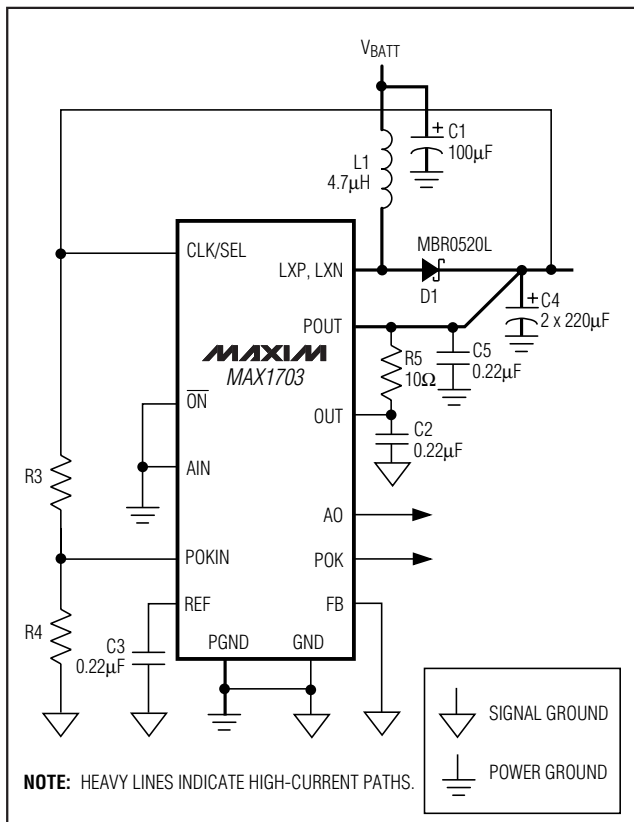 VBATT
C1
100µF
+
L1
4.7µH
CLK/SEL
MBR0520L
LXP, LXN
D1
+
C4
2 x 220µF
POUT
MAXIM
MAX1703
R5
10Ω
C5
0.22µF
ON
OUT
C2
0.22µF
AIN
R3
AO
POKIN
POK
REF
FB
R4
C3
0.22µF
PGND
GND
SIGNAL GROUND
POWER GROUND
NOTE: HEAVY LINES INDICATE HIGH-CURRENT PATHS.